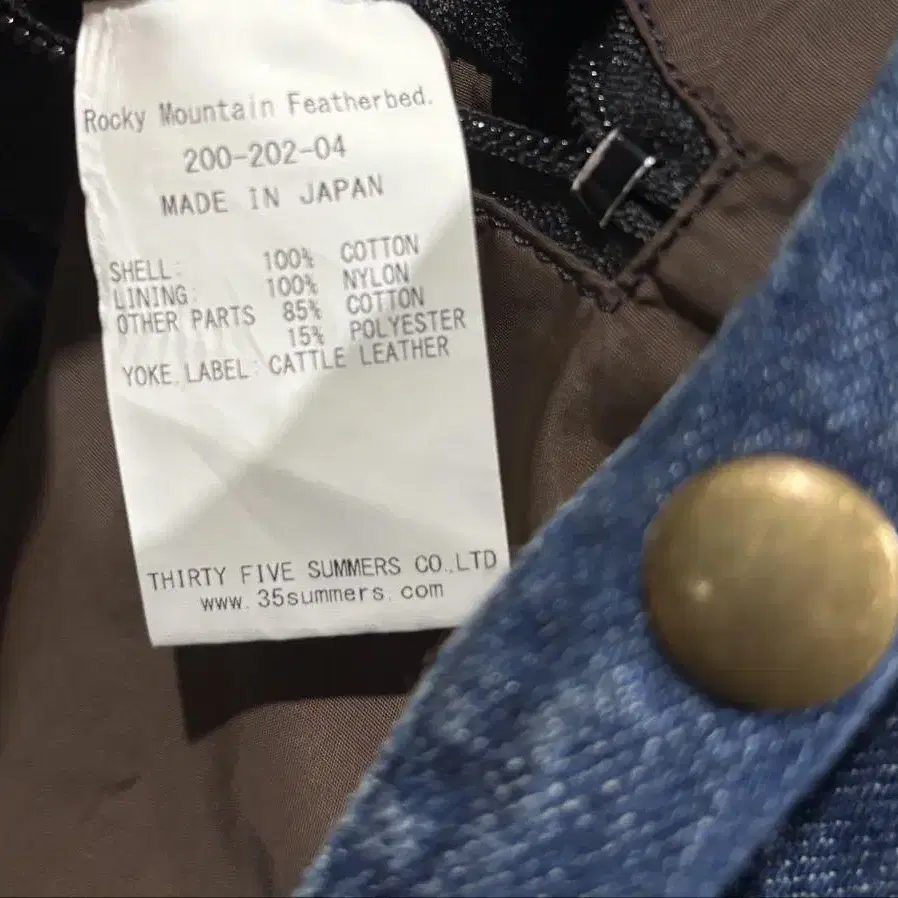 Rocky Mountain Featherbed.
200-202-04
MADE IN JAPAN
SHELL: 100% COTTON
LINING: 100% NYLON
OTHER PARTS 85% COTTON
15% POLYESTER
YOKE LABEL: CATTLE LEATHER
THIRTY FIVE SUMMERS CO.,LTD
www.35summers.com